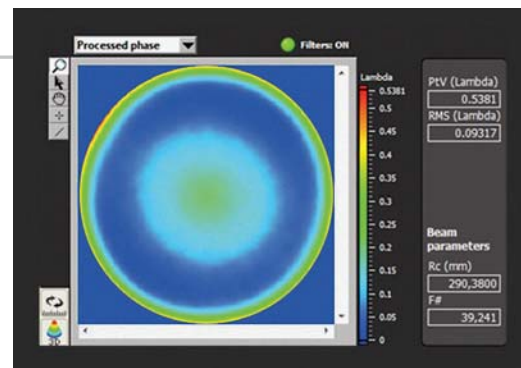 Processed phase
Filters: ON
Lambda
0.5381
0.5
0.45
0.4
0.35
0.3
0.25
0.2
0.15
0.1
0.05
0
PtV (Lambda)
0.5381
RMS (Lambda)
0.09317
Beam
parameters
Rc (mm)
290,3800
F#
39,241
3D